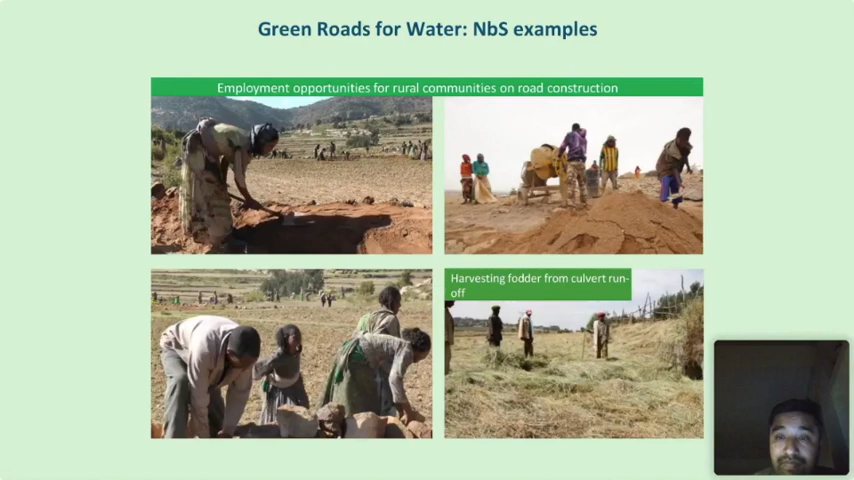 Green Roads for Water: NbS examples
Employment opportunities for rural communities on road construction
Harvesting fodder from culvert run-
off